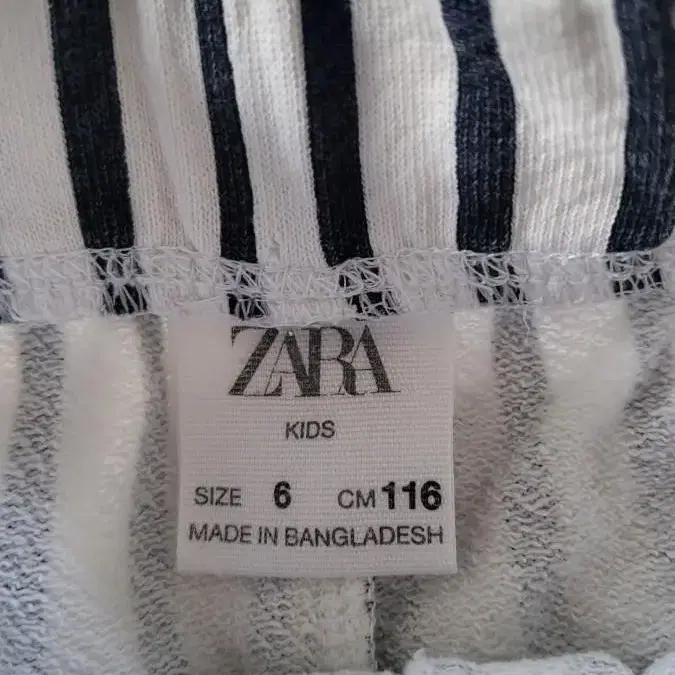 ZARA
KIDS
SIZE 6 CM 116
MADE IN BANGLADESH